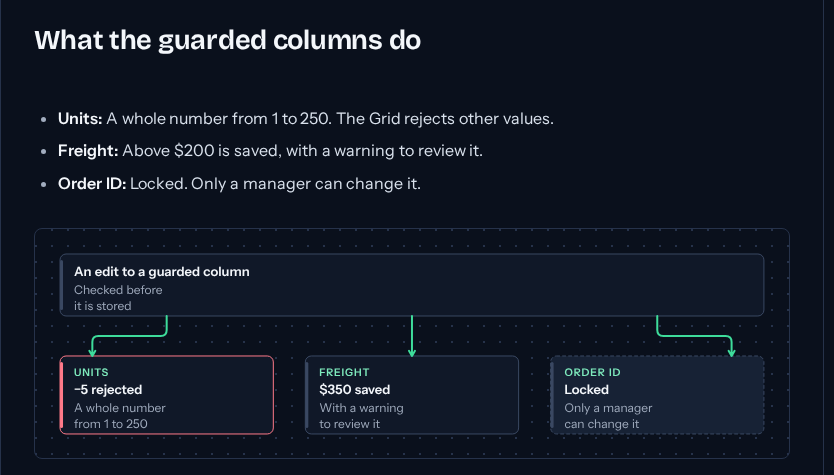 What the guarded columns do
Units: A whole number from 1 to 250. The Grid rejects other values.
Freight: Above $200 is saved, with a warning to review it.
Order ID: Locked. Only a manager can change it.
An edit to a guarded column
Checked before
it is stored
UNITS
−5 rejected
A whole number
from 1 to 250
FREIGHT
$350 saved
With a warning
to review it
ORDER ID
Locked
Only a manager
can change it